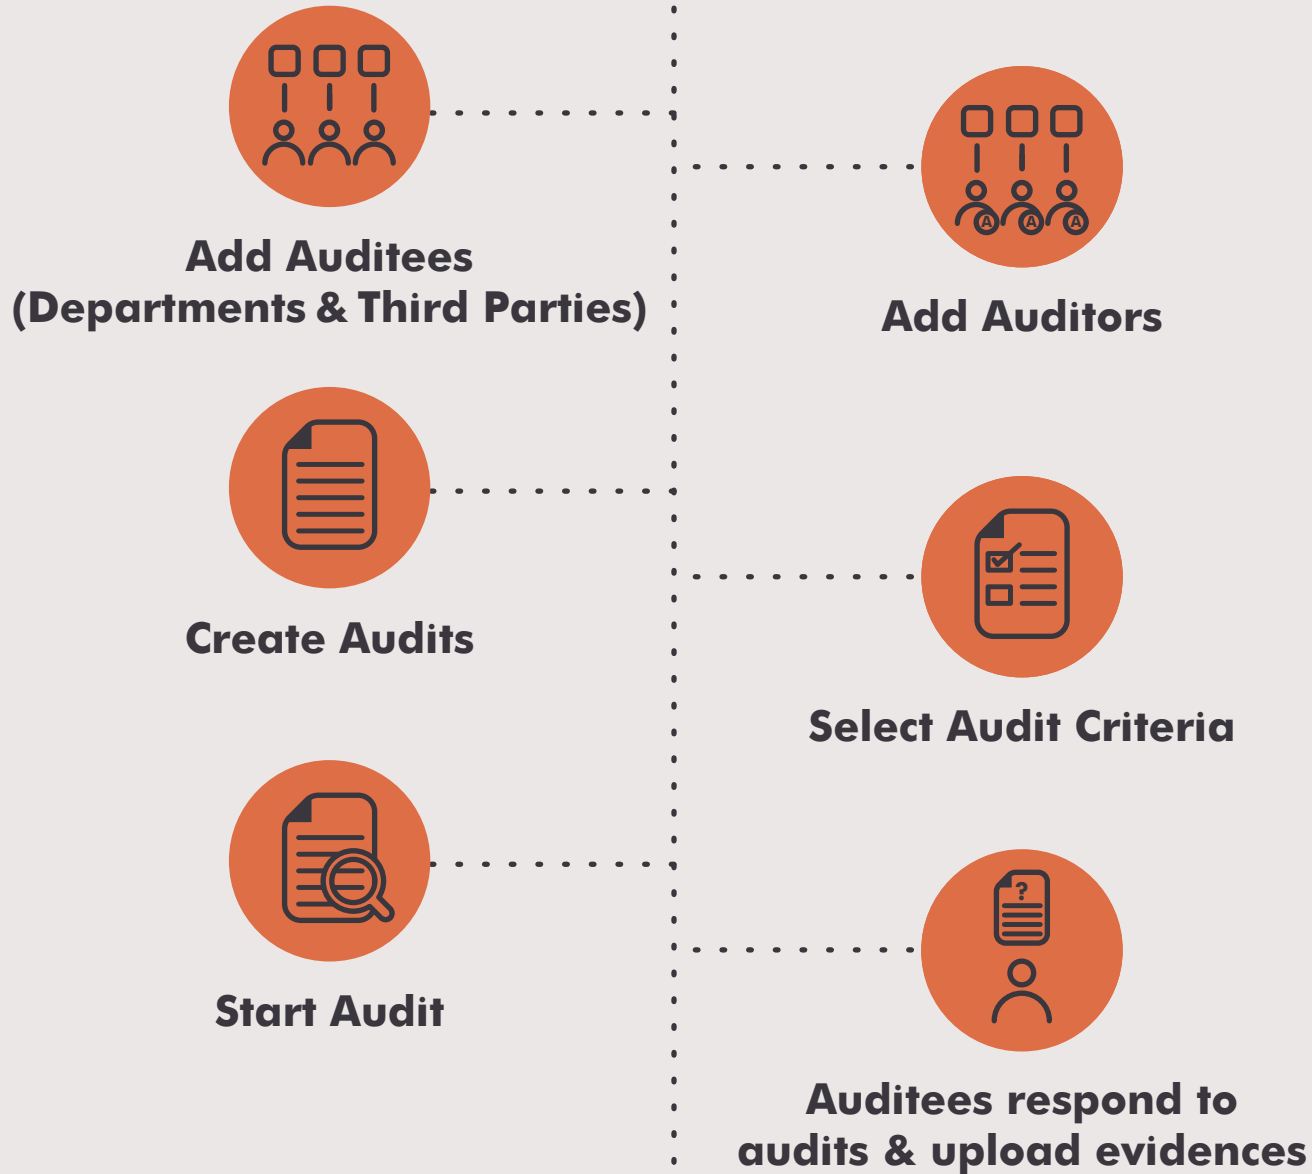 Add Auditees
(Departments & Third Parties)
A A A
Add Auditors
Create Audits
Select Audit Criteria
Start Audit
?
Auditees respond to
audits & upload evidences